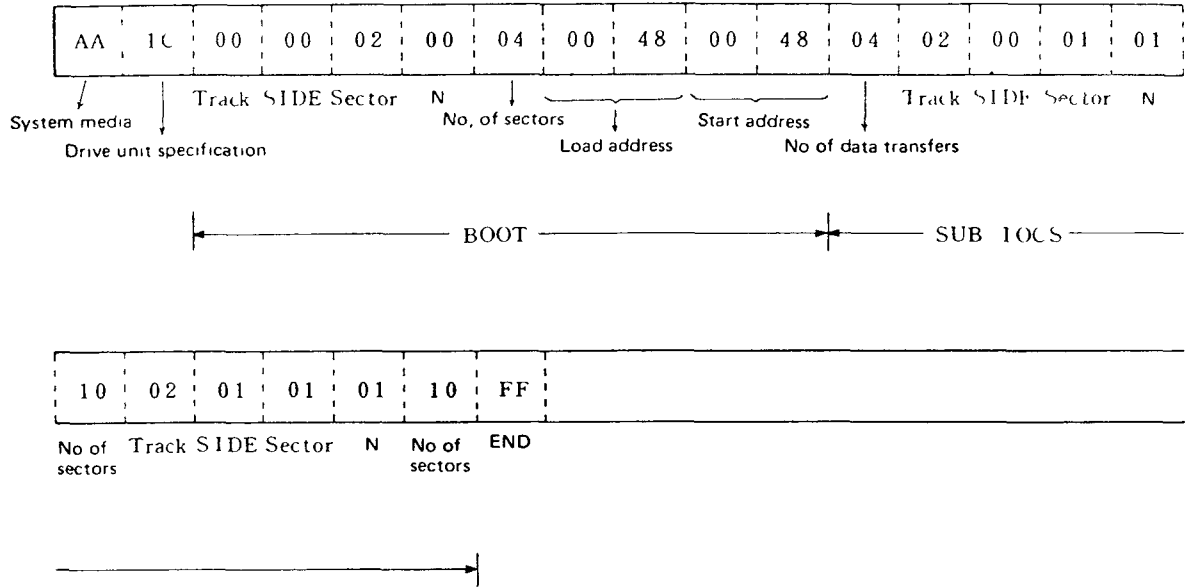 AA 1C 00 00 02 00 04 00 48 00 48 04 02 00 01 01
Track SIDE Sector N Track SIDE Sector N
System media No, of sectors Start address
Drive unit specification Load address No of data transfers
BOOT SUB IOCS
10 02 01 01 01 10 FF
No of sectors Track SIDE Sector N No of sectors END